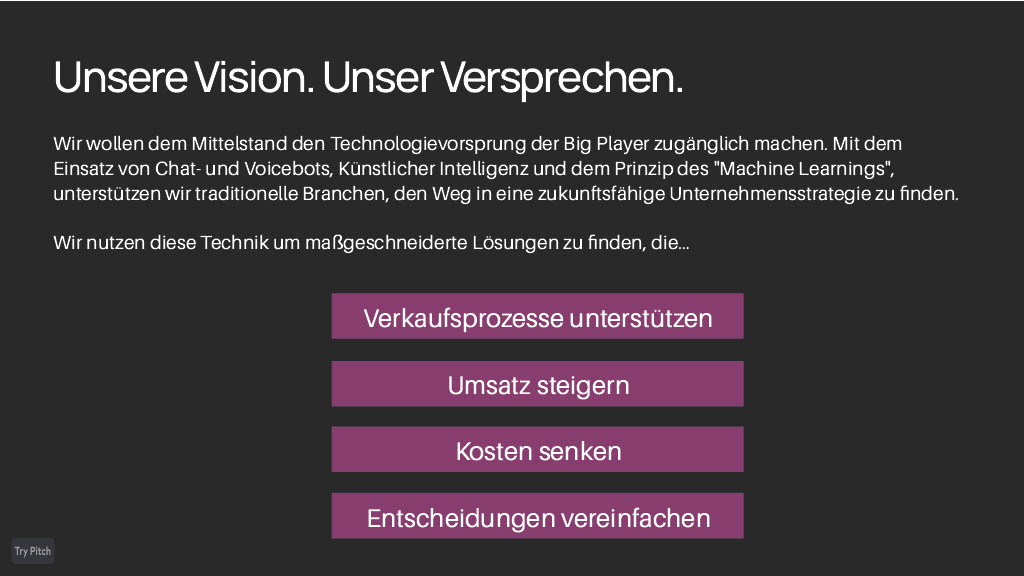 Unsere Vision. Unser Versprechen.
Wir wollen dem Mittelstand den Technologievorsprung der Big Player zugänglich machen. Mit dem
Einsatz von Chat- und Voicebots, Künstlicher Intelligenz und dem Prinzip des "Machine Learnings",
unterstützen wir traditionelle Branchen, den Weg in eine zukunftsfähige Unternehmensstrategie zu finden.
Wir nutzen diese Technik um maßgeschneiderte Lösungen zu finden, die...
Verkaufsprozesse unterstützen
Umsatz steigern
Kosten senken
Entscheidungen vereinfachen
Try Pitch